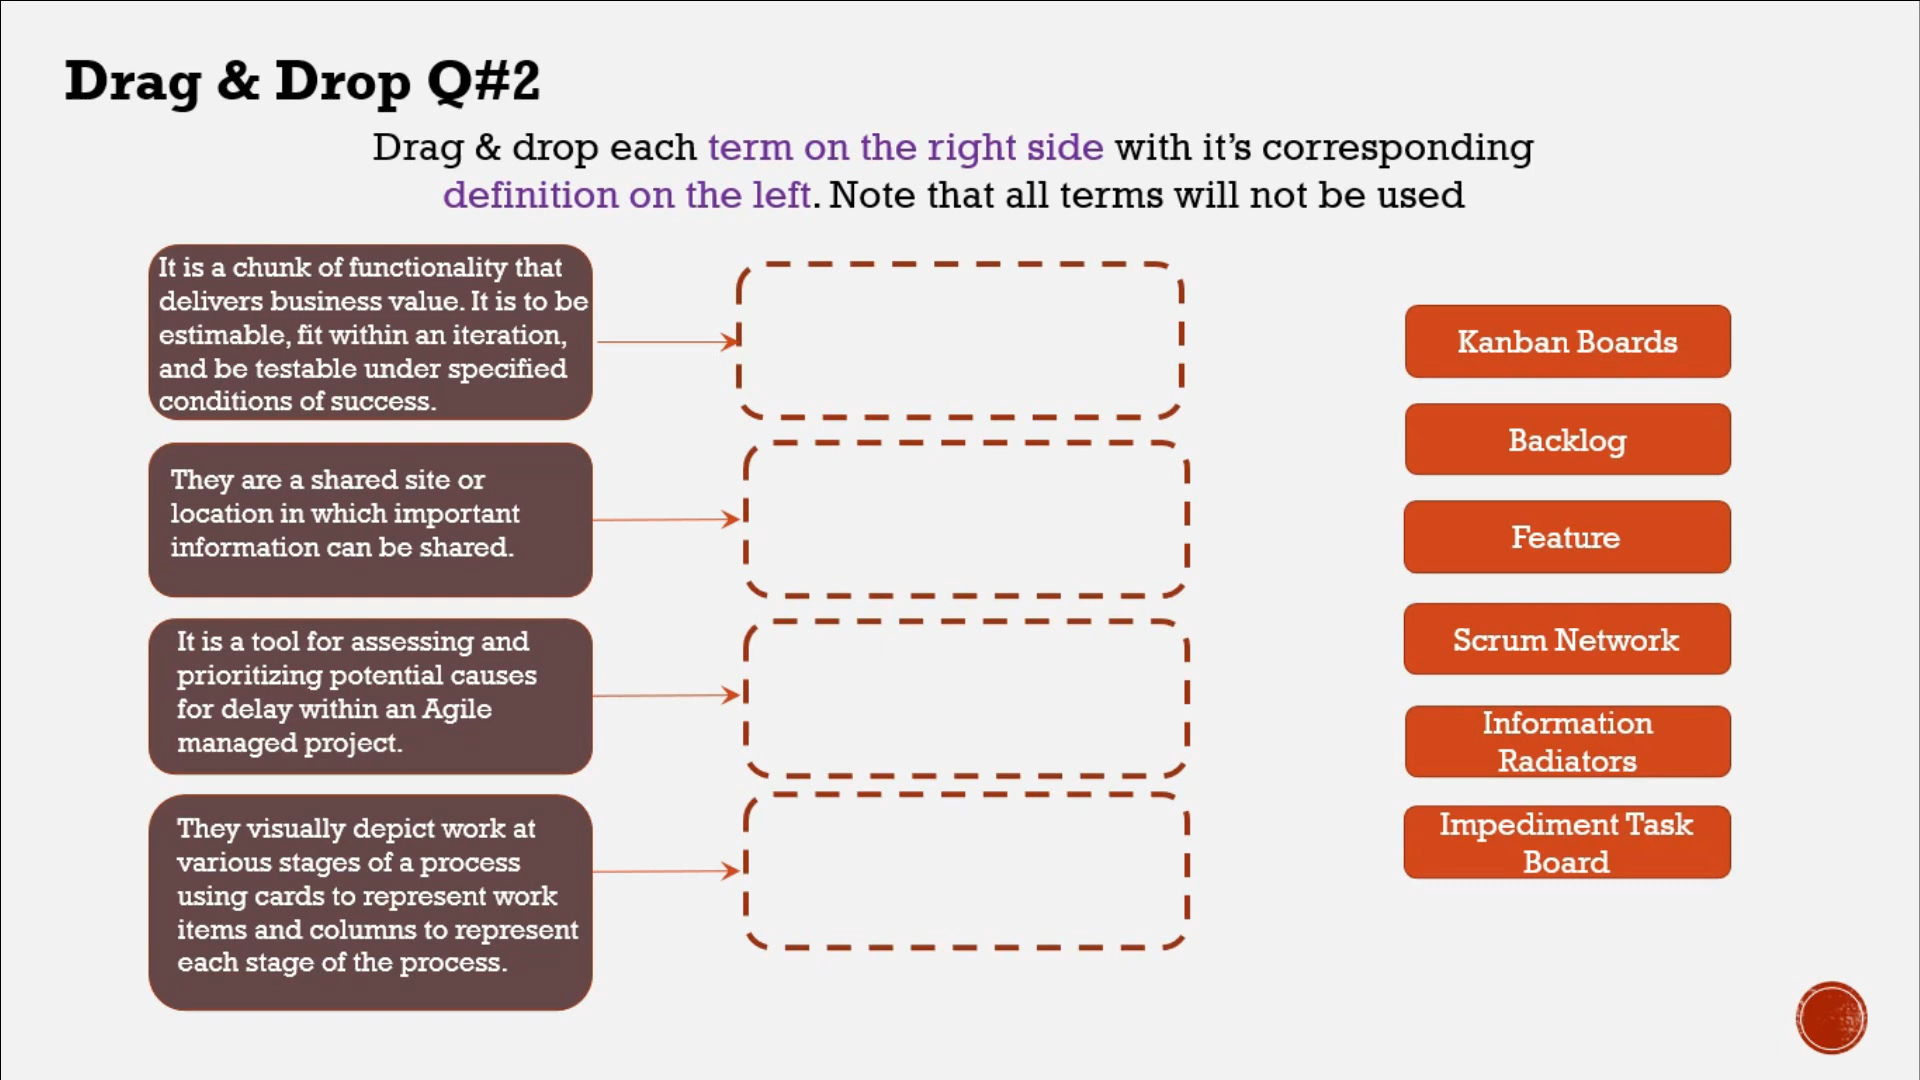 Drag & Drop Q#2
Drag & drop each term on the right side with it's corresponding
definition on the left. Note that all terms will not be used
It is a chunk of functionality that
delivers business value. It is to be
estimable, fit within an iteration,
and be testable under specified
conditions of success.
They are a shared site or
location in which important
information can be shared.
It is a tool for assessing and
prioritizing potential causes
for delay within an Agile
managed project.
They visually depict work at
various stages of a process
using cards to represent work
items and columns to represent
each stage of the process.
Kanban Boards
Backlog
Feature
Scrum Network
Information
Radiators
Impediment Task
Board